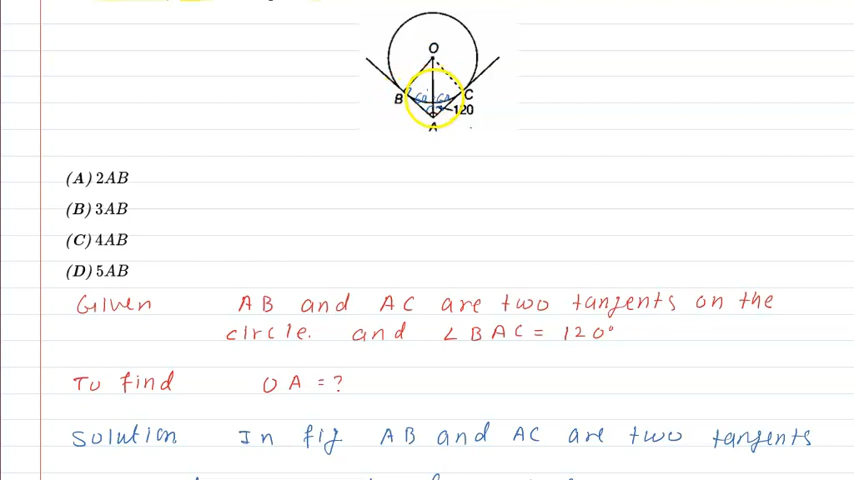 O
B
C
120
A
(A) 2AB
(B) 3AB
(C) 4AB
(D) 5AB
Given AB and AC are two tangents on the
circle. and ∠BAC = 120°
To find OA = ?
Solution In fig AB and AC are two tangents